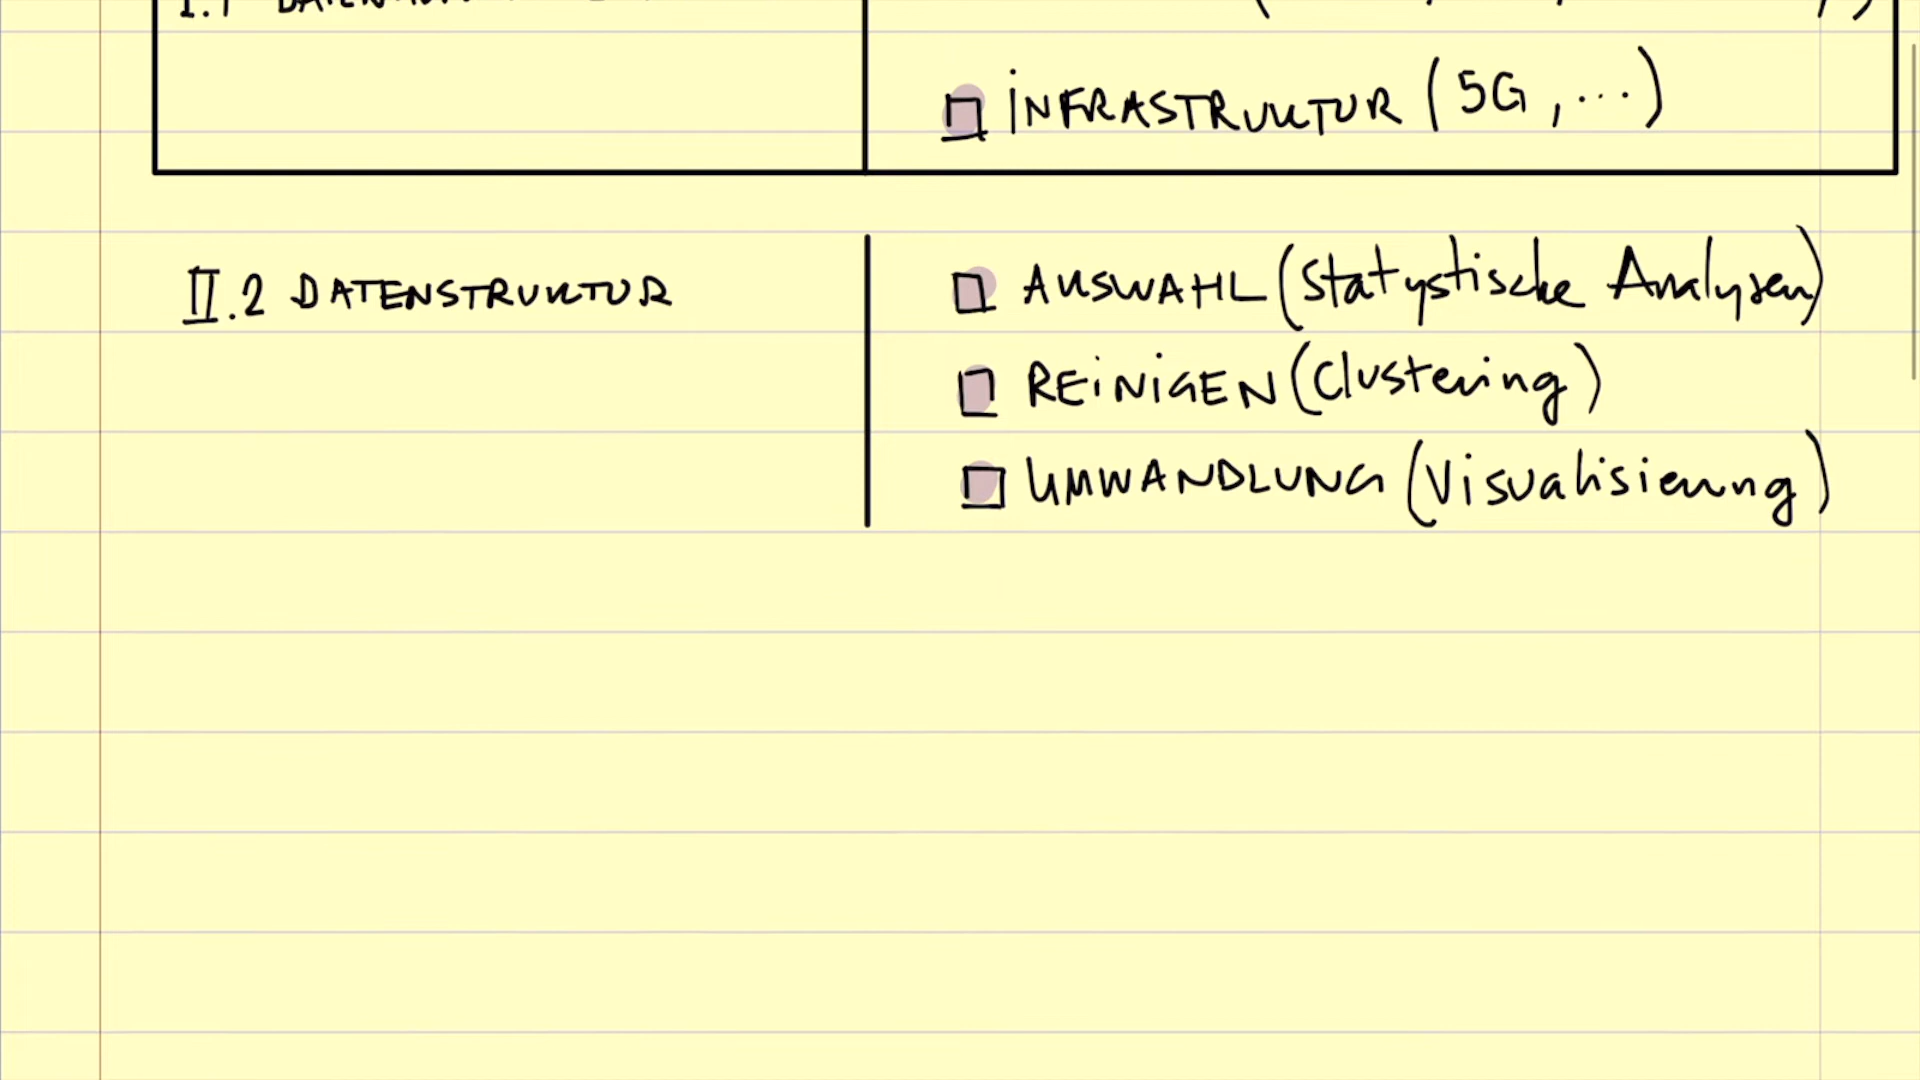 INFRASTRUKTUR (5G, ...)
II.2 DATENSTRUKTUR
AUSWAHL (Statystische Analysen)
REINIGEN (Clustering)
UMWANDLUNG (Visualisierung)